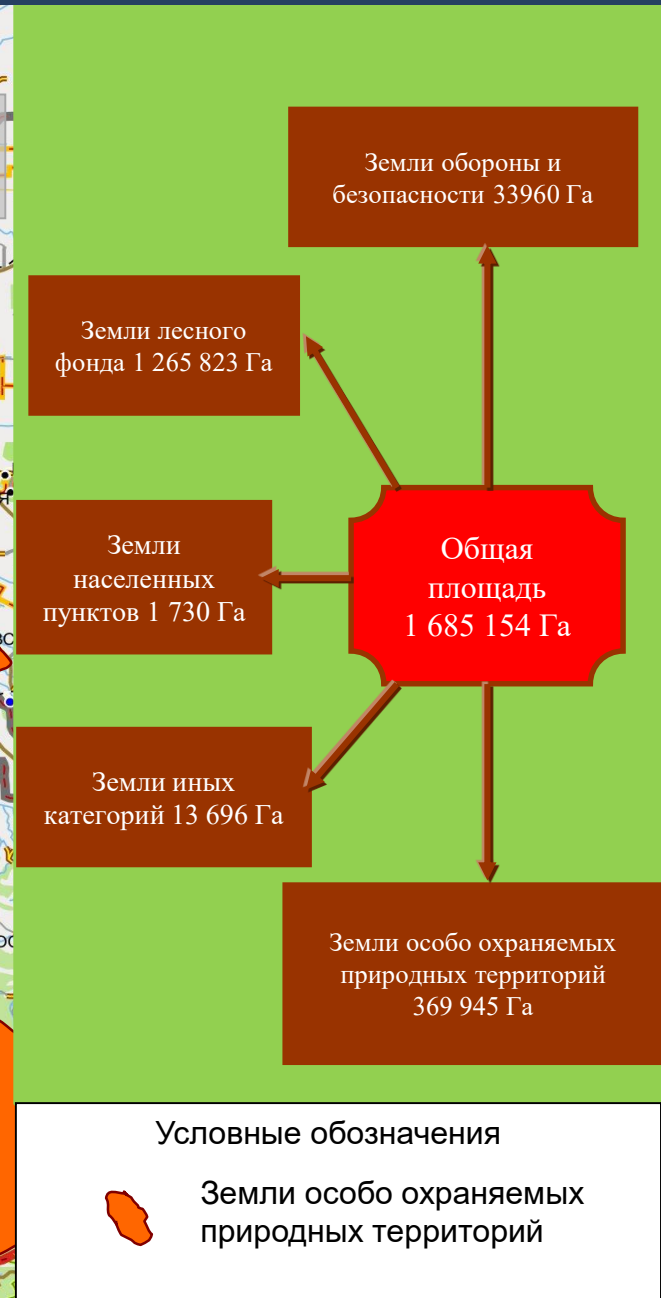 Земли обороны и
безопасности 33960 Га
Земли лесного
фонда 1 265 823 Га
Земли
населенных
пунктов 1 730 Га
Общая
площадь
1 685 154 Га
Земли иных
категорий 13 696 Га
Земли особо охраняемых
природных территорий
369 945 Га
Условные обозначения
Земли особо охраняемых
природных территорий